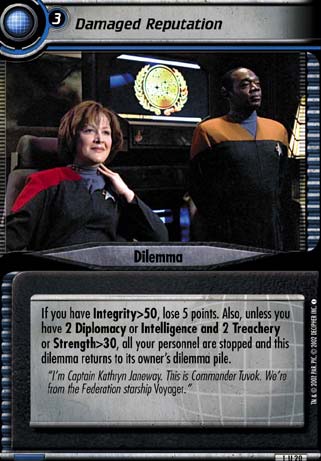 3
Damaged Reputation
Dilemma
If you have Integrity>50, lose 5 points. Also, unless you
have 2 Diplomacy or Intelligence and 2 Treachery
or Strength>30, all your personnel are stopped and this
dilemma returns to its owner's dilemma pile.
"I'm Captain Kathryn Janeway. This is Commander Tuvok. We're
from the Federation starship Voyager."
TM & © 2002 PAR. PIC. © 2002 DECIPHER INC.
1 U 20